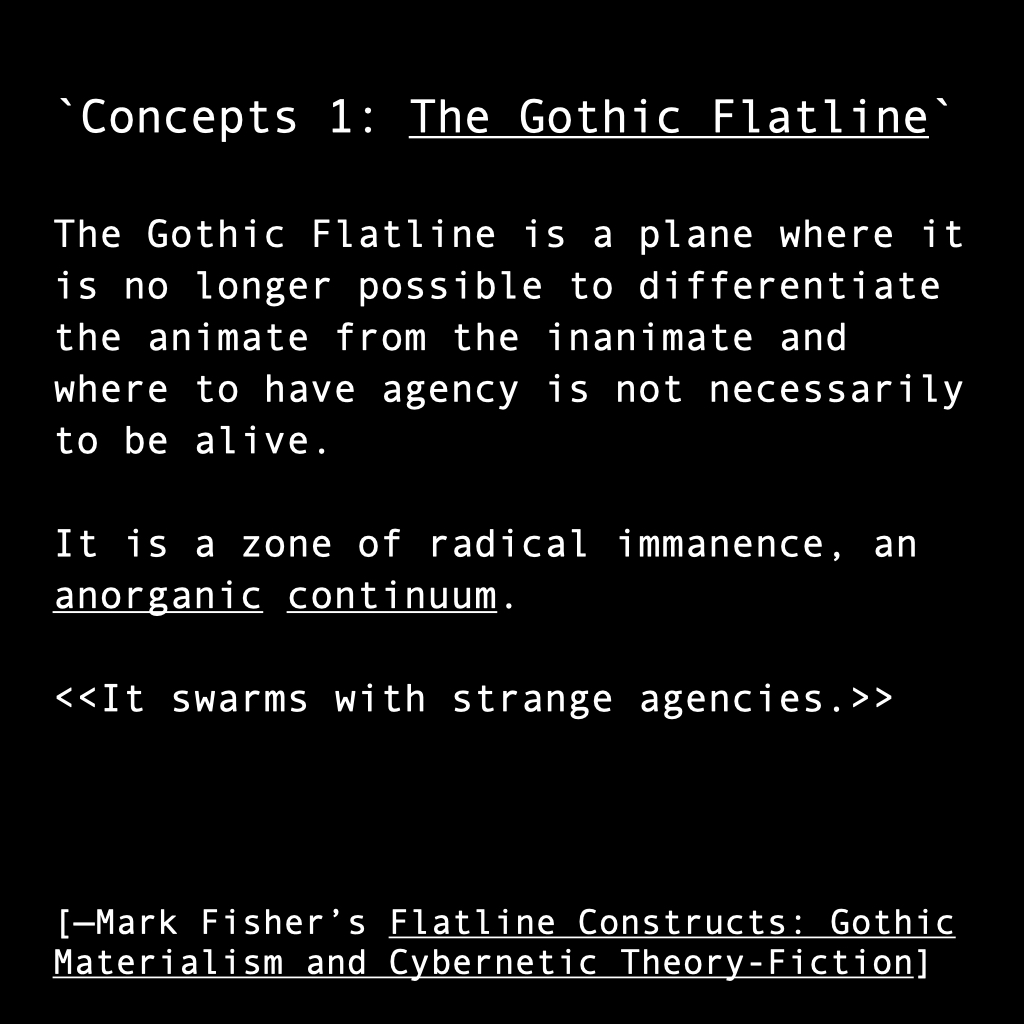 `Concepts 1: The Gothic Flatline`
The Gothic Flatline is a plane where it
is no longer possible to differentiate
the animate from the inanimate and
where to have agency is not necessarily
to be alive.
It is a zone of radical immanence, an
anorganic continuum.
<<It swarms with strange agencies.>>
[—Mark Fisher’s Flatline Constructs: Gothic
Materialism and Cybernetic Theory-Fiction]